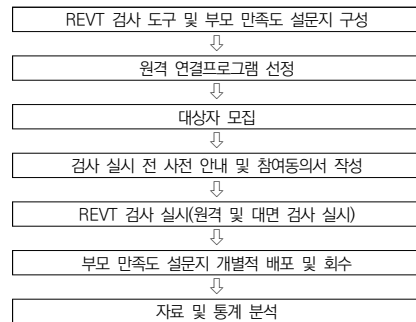 REVT 검사 도구 및 부모 만족도 설문지 구성
⇩
원격 연결프로그램 선정
⇩
대상자 모집
⇩
검사 실시 전 사전 안내 및 참여동의서 작성
⇩
REVT 검사 실시(원격 및 대면 검사 실시)
⇩
부모 만족도 설문지 개별적 배포 및 회수
⇩
자료 및 통계 분석